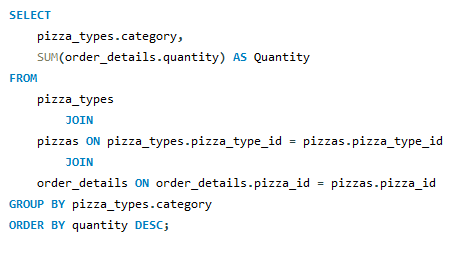 SELECT
pizza_types.category,
SUM(order_details.quantity) AS Quantity
FROM
pizza_types
JOIN
pizzas ON pizza_types.pizza_type_id = pizzas.pizza_type_id
JOIN
order_details ON order_details.pizza_id = pizzas.pizza_id
GROUP BY pizza_types.category
ORDER BY quantity DESC;